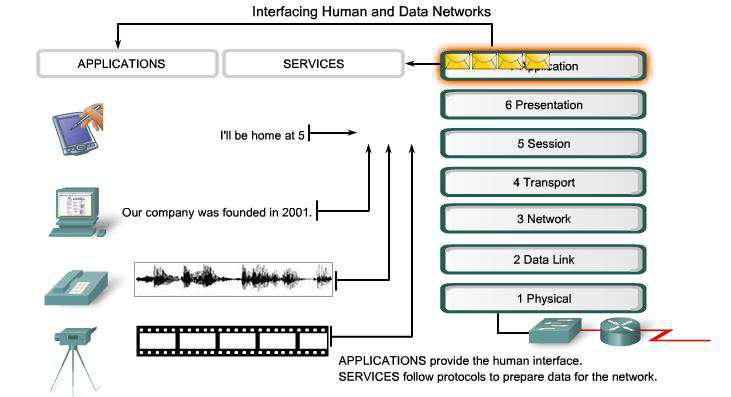 Interfacing Human and Data Networks
APPLICATIONS
SERVICES
Application
6 Presentation
I'll be home at 5
5 Session
4 Transport
Our company was founded in 2001.
3 Network
2 Data Link
1 Physical
APPLICATIONS provide the human interface.
SERVICES follow protocols to prepare data for the network.